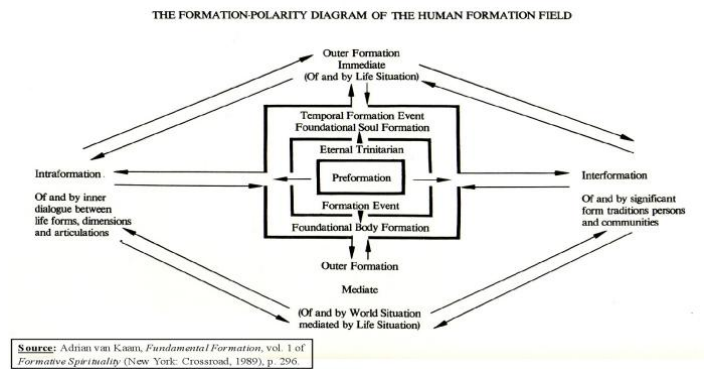 THE FORMATION-POLARITY DIAGRAM OF THE HUMAN FORMATION FIELD
Outer Formation
Immediate
(Of and by Life Situation)
Temporal Formation Event
Foundational Soul Formation
Eternal Trinitarian
Preformation
Formation Event
Foundational Body Formation
Intraformation
Of and by inner
dialogue between
life forms, dimensions
and articulations
Interformation
Of and by significant
form traditions persons
and communities
Outer Formation
Mediate
(Of and by World Situation
mediated by Life Situation)
Source: Adrian van Kaam, Fundamental Formation, vol. 1 of
Formative Spirituality (New York: Crossroad, 1989), p. 296.